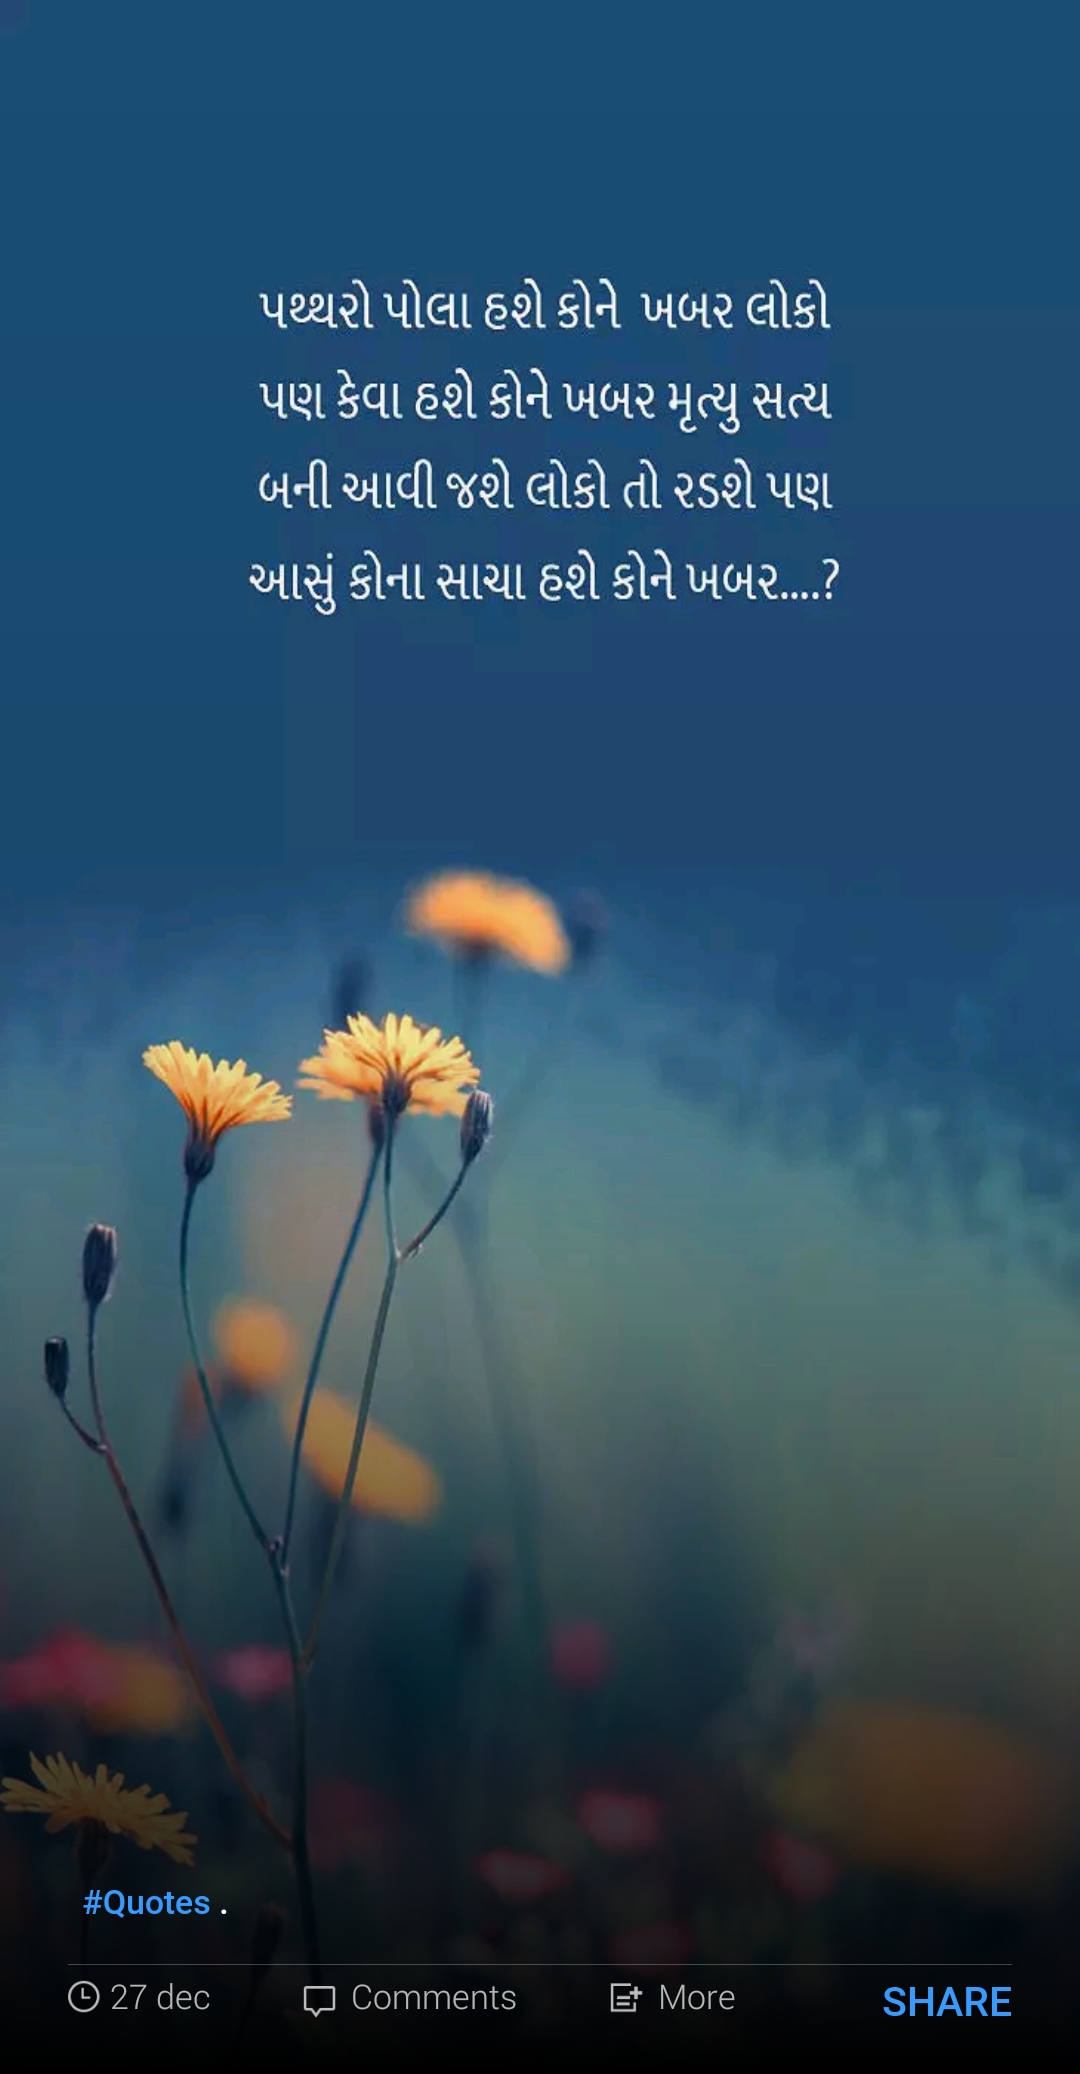 પથ્થરો પોલા હશે કોને ખબર લોકો
પણ કેવા હશે કોને ખબર મૃત્યુ સત્ય
બની આવી જશે લોકો તો રડશે પણ
આસું કોના સાચા હશે કોને ખબર....?
#Quotes .
27 dec
Comments
More
SHARE